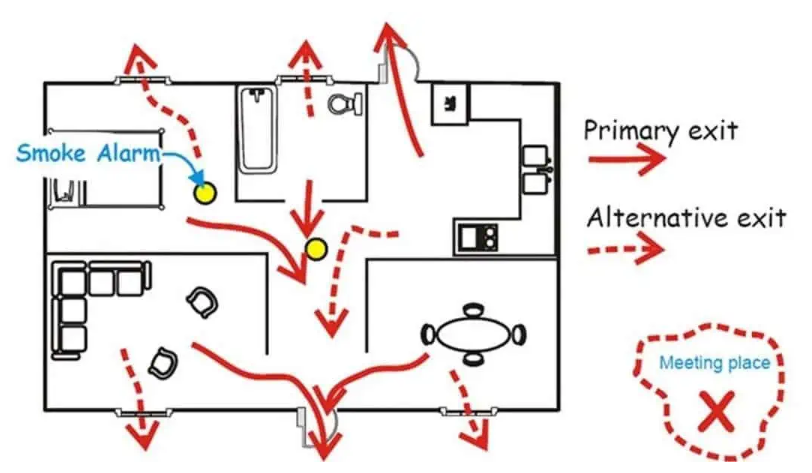 Smoke Alarm
Primary exit
Alternative exit
Meeting place